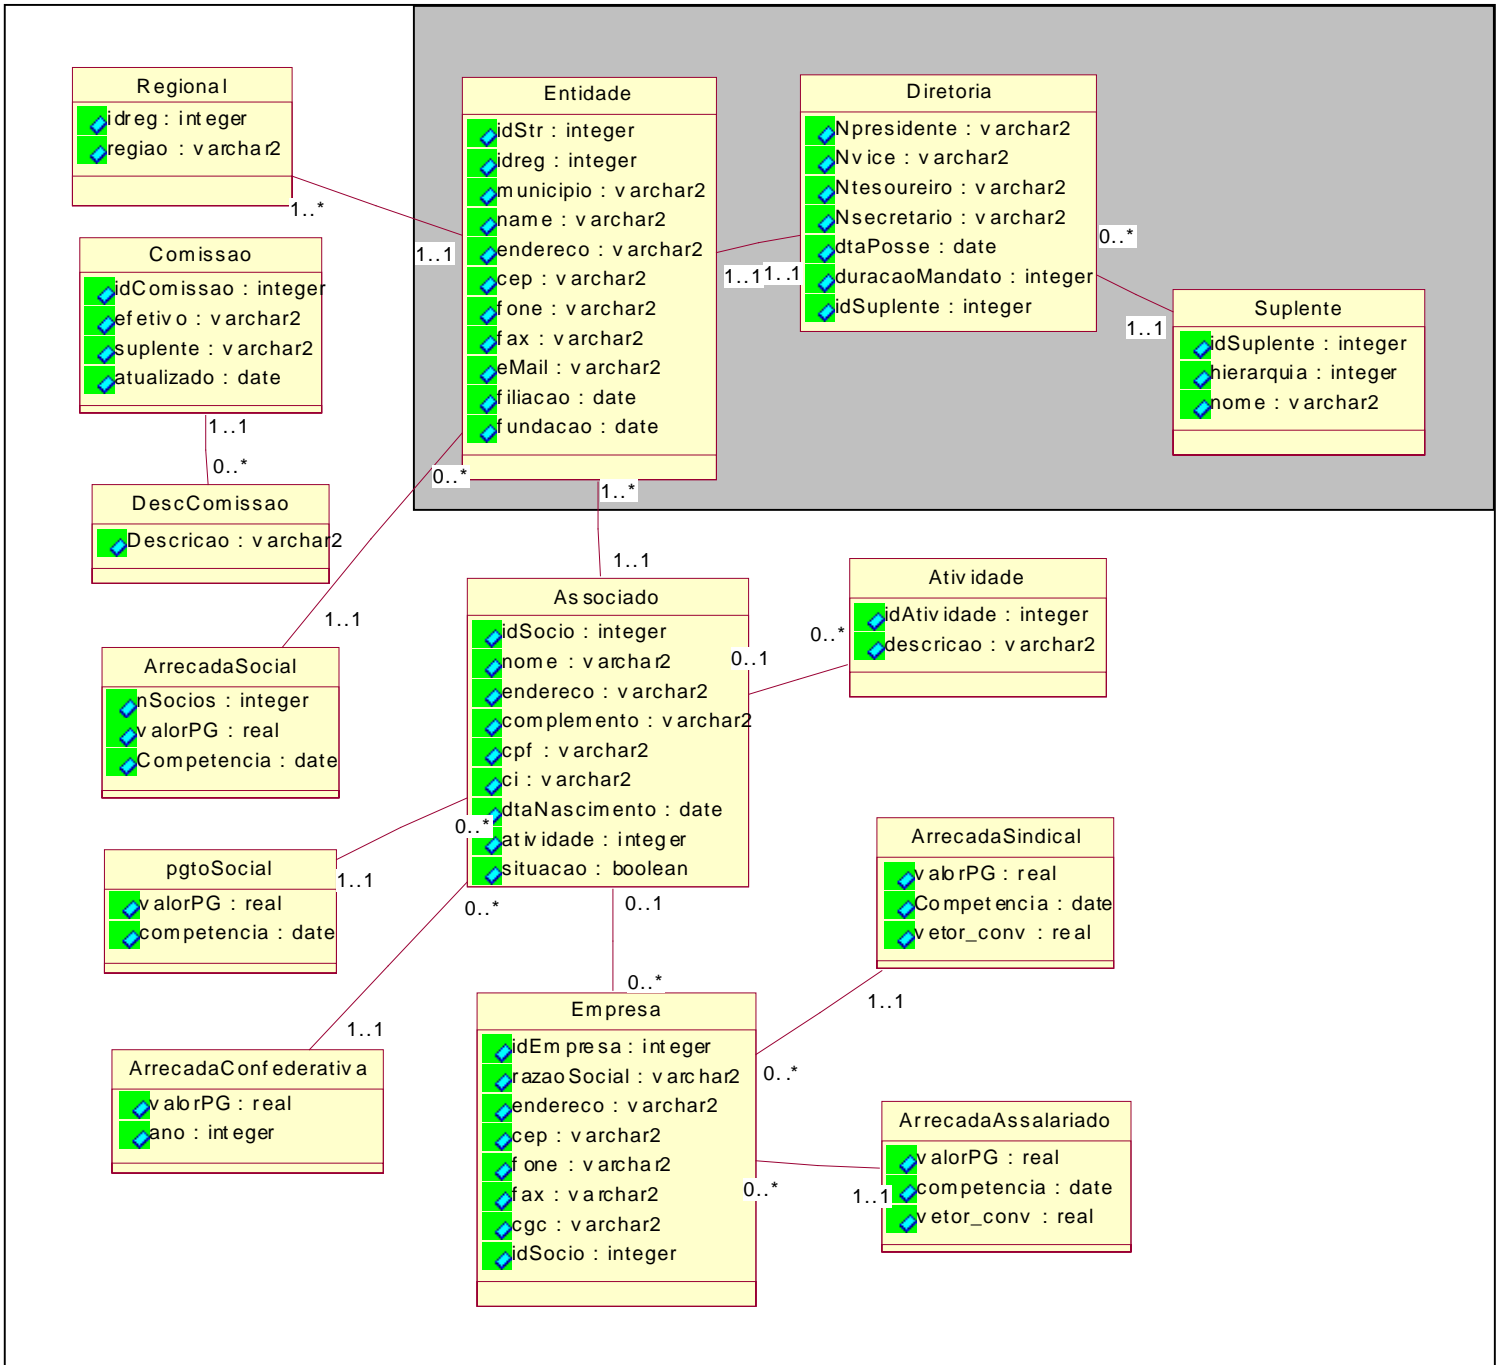 Regional
idreg : integer
regiao : varchar2
1..*
1..1
Entidade
idStr : integer
idreg : integer
municipio : varchar2
name : varchar2
endereco : varchar2
cep : varchar2
fone : varchar2
fax : varchar2
eMail : varchar2
filiacao : date
fundacao : date
1..1
1..1
Diretoria
Npresidente : varchar2
Nvice : varchar2
Ntesoureiro : varchar2
Nsecretario : varchar2
dtaPosse : date
duracaoMandato : integer
idSuplente : integer
0..*
1..1
Suplente
idSuplente : integer
hierarquia : integer
nome : varchar2
Comissao
idComissao : integer
efetivo : varchar2
suplente : varchar2
atualizado : date
1..1
0..*
DescComissao
Descricao : varchar2
0..*
1..1
1..*
1..1
ArrecadaSocial
nSocios : integer
valorPG : real
Competencia : date
Associado
idSocio : integer
nome : varchar2
endereco : varchar2
complemento : varchar2
cpf : varchar2
ci : varchar2
dtaNascimento : date
atividade : integer
situacao : boolean
0..1
0..*
Atividade
idAtividade : integer
descricao : varchar2
0..*
1..1
pgtoSocial
valorPG : real
competencia : date
0..*
1..1
ArrecadaConfederativa
valorPG : real
ano : integer
0..1
0..*
Empresa
idEmpresa : integer
razaoSocial : varchar2
endereco : varchar2
cep : varchar2
fone : varchar2
fax : varchar2
cgc : varchar2
idSocio : integer
ArrecadaSindical
valorPG : real
Competencia : date
vetor_conv : real
1..1
0..*
ArrecadaAssalariado
valorPG : real
competencia : date
vetor_conv : real
0..*
1..1